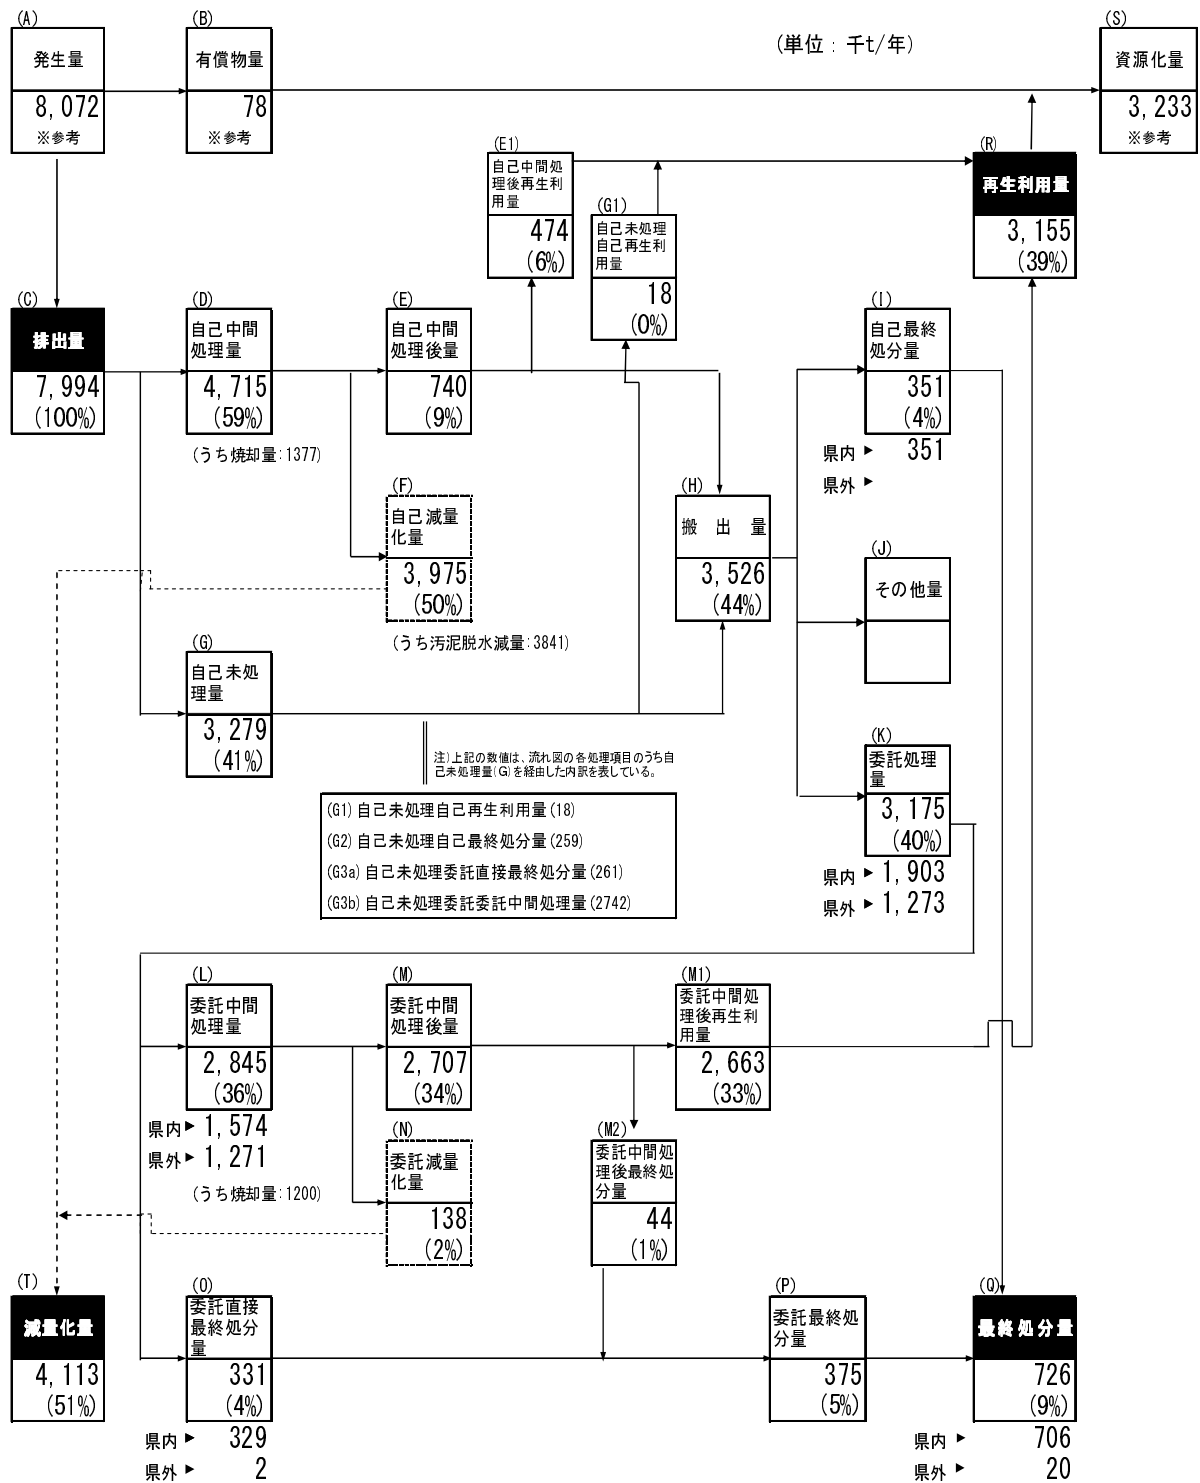 (A)
発生量
8,072
※参考
(B)
有償物量
78
※参考
(単位：千t/年)
(S)
資源化量
3,233
※参考
(E1)
自己中間処
理後再生利
用量
474
(6%)
(G1)
自己未処理
自己再生利
用量
18
(0%)
(R)
再生利用量
3,155
(39%)
(C)
排出量
7,994
(100%)
(D)
自己中間
処理量
4,715
(59%)
(うち焼却量:1377)
(E)
自己中間
処理後量
740
(9%)
(I)
自己最終
処分量
351
(4%)
県内 ▶ 351
県外 ▶
(F)
自己減量
化量
3,975
(50%)
(うち汚泥脱水減量:3841)
(H)
搬 出 量
3,526
(44%)
(J)
その他量
(G)
自己未処
理量
3,279
(41%)
注)上記の数値は、流れ図の各処理項目のうち自
己未処理量(G)を経由した内訳を表している。
(G1) 自己未処理自己再生利用量(18)
(G2) 自己未処理自己最終処分量(259)
(G3a) 自己未処理委託直接最終処分量(261)
(G3b) 自己未処理委託委託中間処理量(2742)
(K)
委託処理
量
3,175
(40%)
県内 ▶ 1,903
県外 ▶ 1,273
(L)
委託中間
処理量
2,845
(36%)
県内 ▶ 1,574
県外 ▶ 1,271
(うち焼却量:1200)
(M)
委託中間
処理後量
2,707
(34%)
(M1)
委託中間処
理後再生利
用量
2,663
(33%)
(N)
委託減量
化量
138
(2%)
(M2)
委託中間処
理後最終処
分量
44
(1%)
(T)
減量化量
4,113
(51%)
(O)
委託直接
最終処分
量
331
(4%)
県内 ▶ 329
県外 ▶ 2
(P)
委託最終処
分量
375
(5%)
(Q)
最終処分量
726
(9%)
県内 ▶ 706
県外 ▶ 20